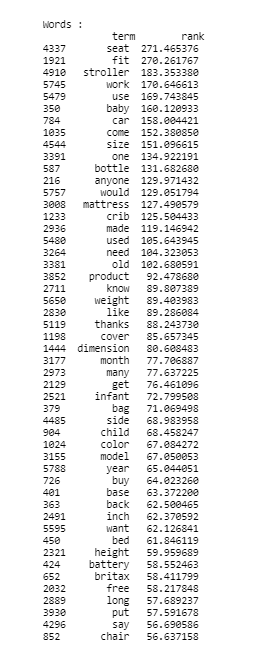 Words :
term rank
4337 seat 271.465376
1921 fit 270.261767
4910 stroller 183.353380
5745 work 170.646613
5479 use 169.743845
350 baby 160.120933
784 car 158.004421
1035 come 152.380850
4544 size 151.096615
3391 one 134.922191
587 bottle 131.682680
216 anyone 129.971432
5757 would 129.051794
3008 mattress 127.490579
1233 crib 125.504433
2936 made 119.146942
5480 used 105.643945
3264 need 104.323053
3381 old 102.680591
3852 product 92.478680
2711 know 89.807389
5650 weight 89.403983
2830 like 89.286084
5119 thanks 88.243730
1198 cover 85.657345
1444 dimension 80.608483
3177 month 77.706887
2973 many 77.637225
2129 get 76.461096
2521 infant 72.799508
379 bag 71.069498
4485 side 68.983958
904 child 68.458247
1024 color 67.084272
3155 model 67.050053
5788 year 65.044051
726 buy 64.023260
401 base 63.372200
363 back 62.500465
2491 inch 62.370592
5595 want 62.126841
450 bed 61.846119
2321 height 59.959689
424 battery 58.552463
652 britax 58.411799
2032 free 58.217848
2889 long 57.689237
3930 put 57.591678
4296 say 56.690586
852 chair 56.637158